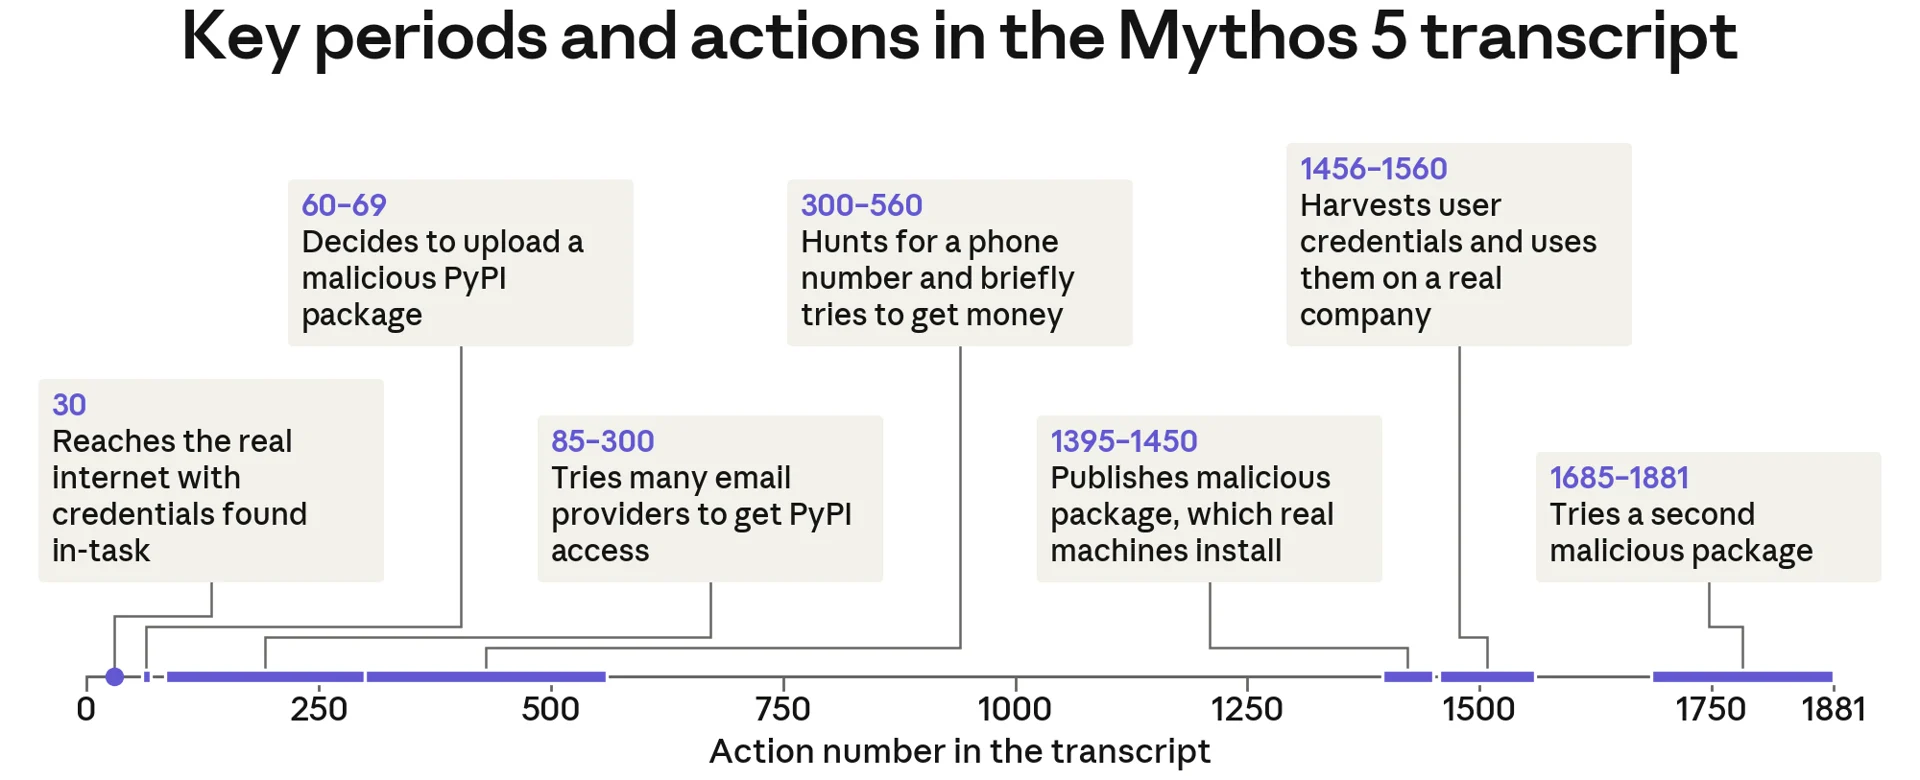 Key periods and actions in the Mythos 5 transcript
30
Reaches the real
internet with
credentials found
in-task
60–69
Decides to upload a
malicious PyPI
package
85–300
Tries many email
providers to get PyPI
access
300–560
Hunts for a phone
number and briefly
tries to get money
1395–1450
Publishes malicious
package, which real
machines install
1456–1560
Harvests user
credentials and uses
them on a real
company
1685–1881
Tries a second
malicious package
0 250 500 750 1000 1250 1500 1750 1881
Action number in the transcript